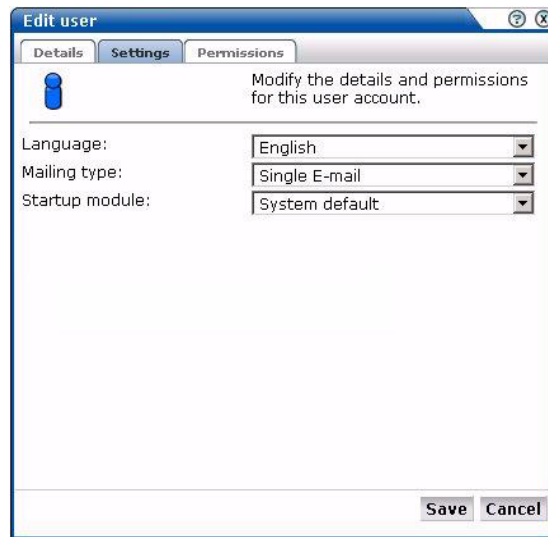 Edit user
Details Settings Permissions
Modify the details and permissions
for this user account.
Language: English
Mailing type: Single E-mail
Startup module: System default
Save Cancel